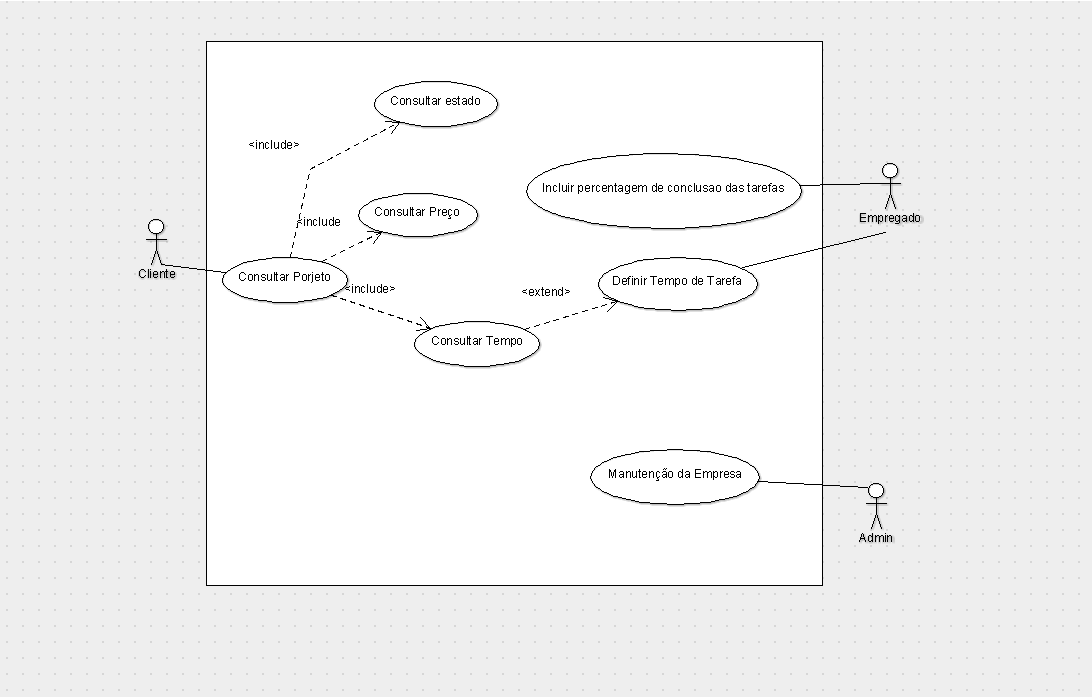 Consultar estado
<include>
Incluir percentagem de conclusao das tarefas
Consultar Preço
<include
Empregado
Cliente
Consultar Porjeto
Definir Tempo de Tarefa
<include>
<extend>
Consultar Tempo
Manutenção da Empresa
Admin